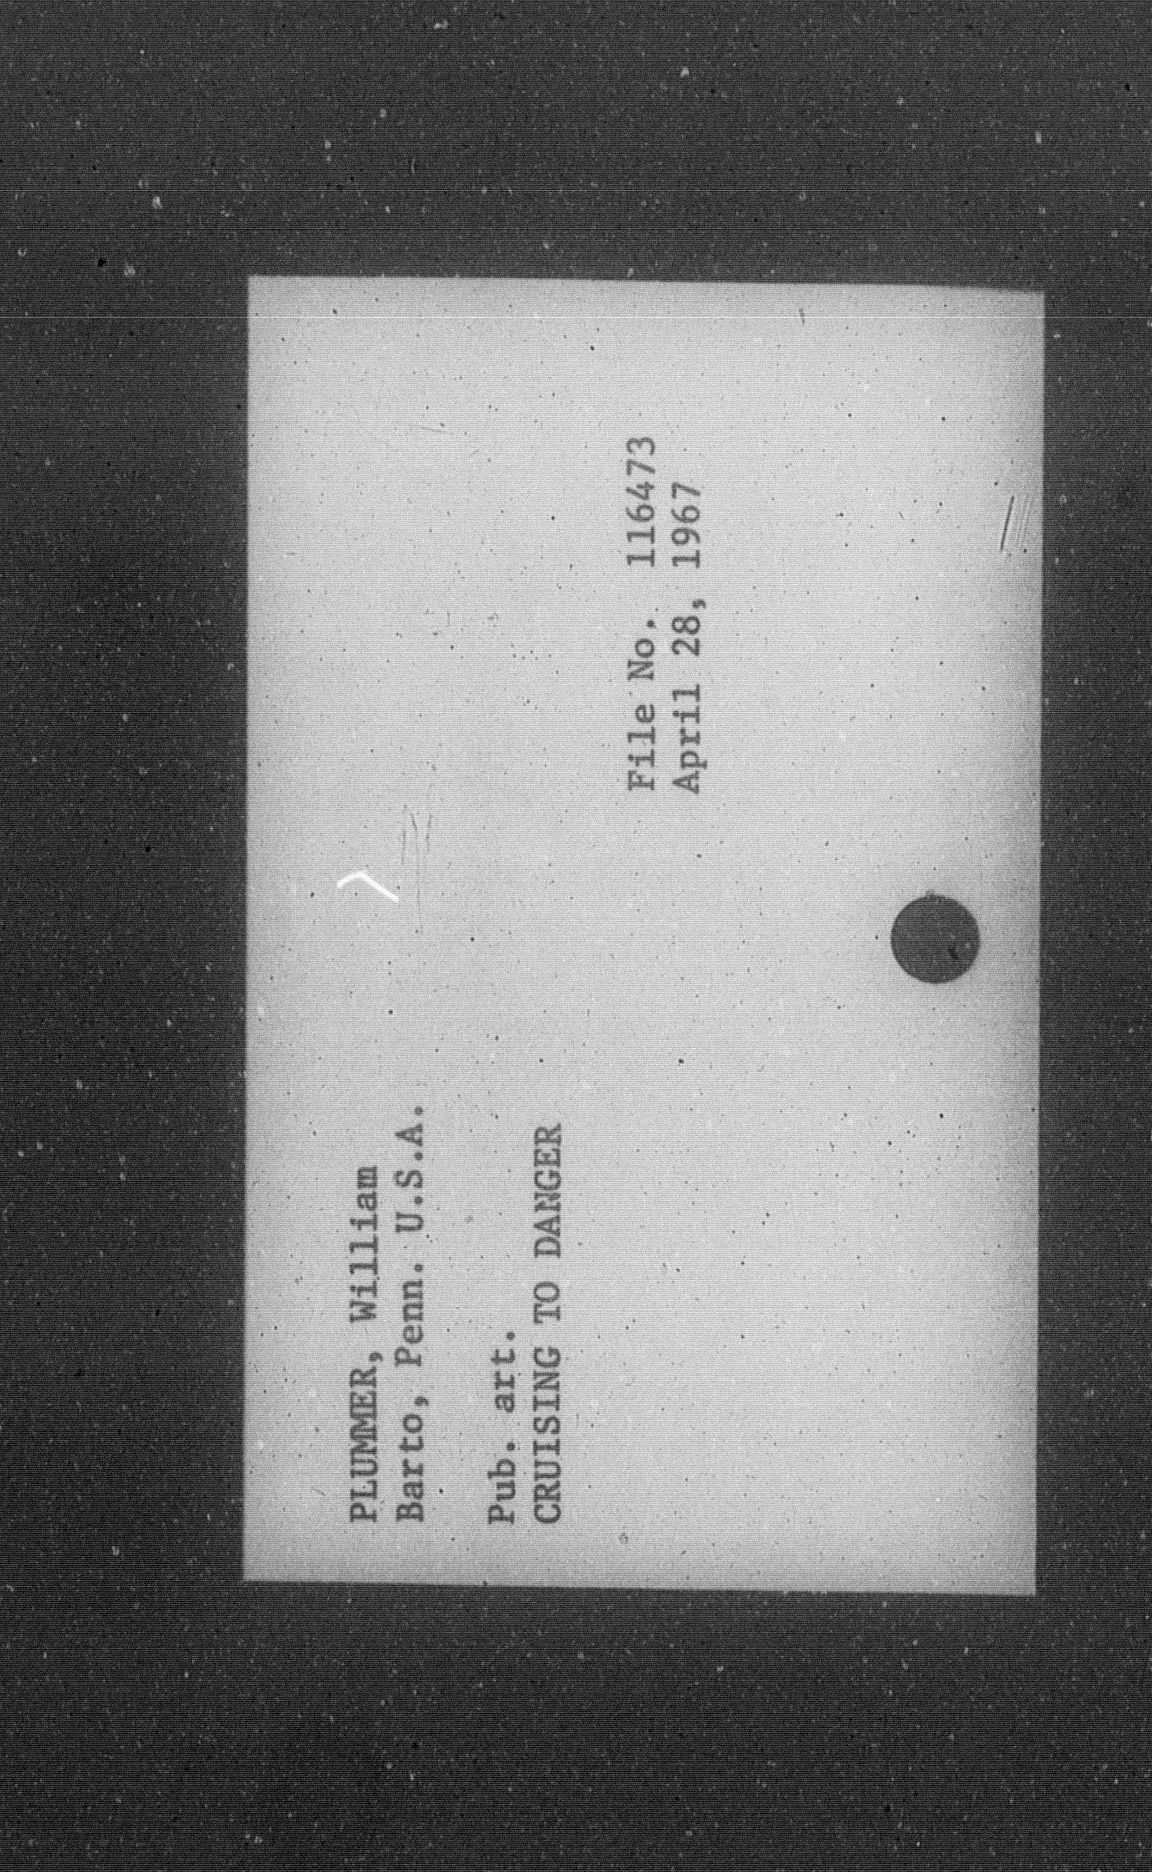 PLUMMER, William
Barto, Penn. U.S.A.
Pub. art.
CRUISING TO DANGER
File No. 116473
April 28, 1967